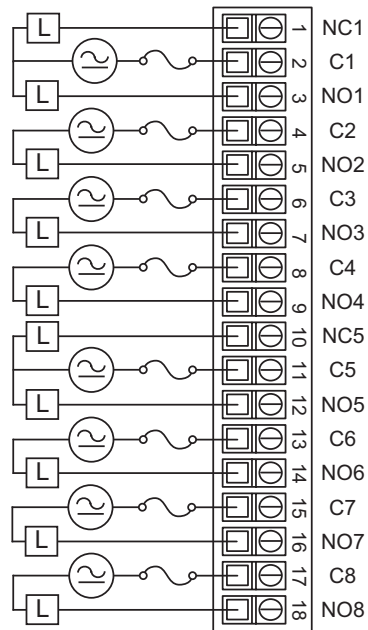 L 1 NC1
2 C1
L 3 NO1
4 C2
L 5 NO2
6 C3
L 7 NO3
8 C4
L 9 NO4
L 10 NC5
11 C5
L 12 NO5
13 C6
L 14 NO6
15 C7
L 16 NO7
17 C8
L 18 NO8